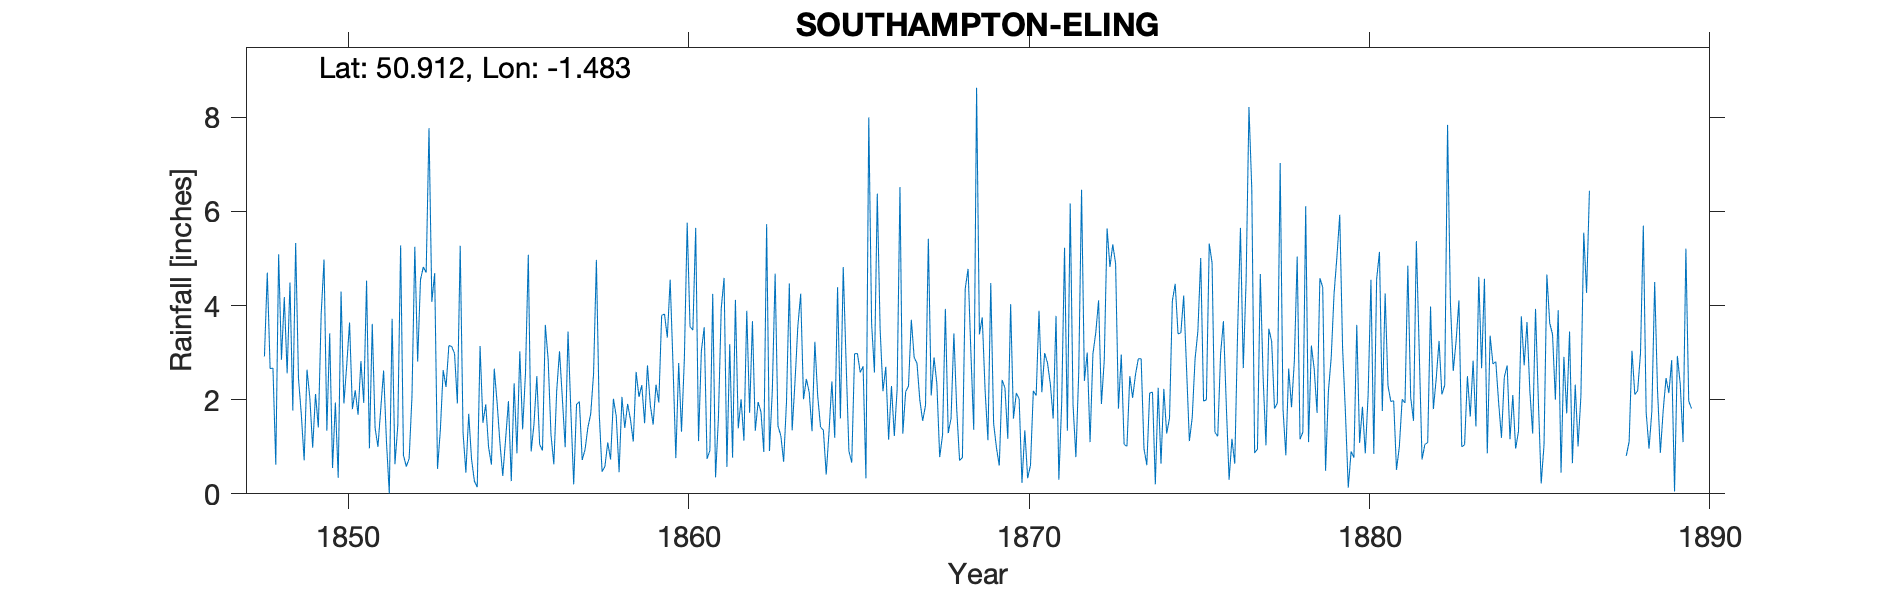 SOUTHAMPTON-ELING
Lat: 50.912, Lon: -1.483
8
6
4
2
0
Rainfall [inches]
1850 1860 1870 1880 1890
Year